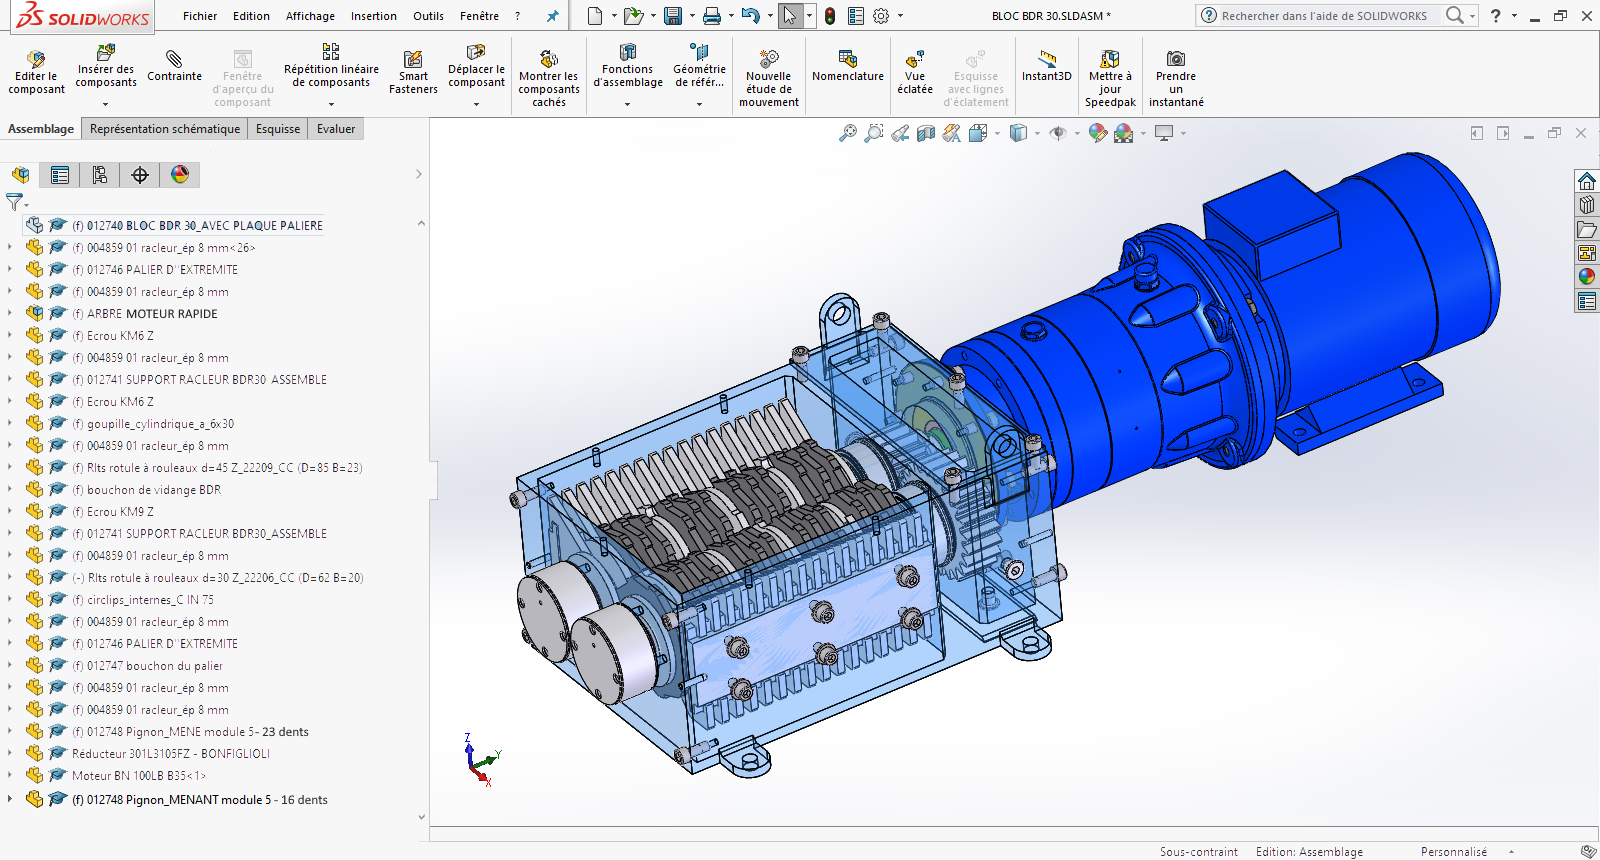 SOLIDWORKS
Fichier Edition Affichage Insertion Outils Fenêtre ?
BLOC BDR 30.SLDASM *
Rechercher dans l'aide de SOLIDWORKS
?
Editer le composant
Insérer des composants
Contrainte
Fenêtre d'aperçu du composant
Répétition linéaire de composants
Smart Fasteners
Déplacer le composant
Montrer les composants cachés
Fonctions d'assemblage
Géométrie de référ...
Nouvelle étude de mouvement
Nomenclature
Vue éclatée
Esquisse avec lignes d'éclatement
Instant3D
Mettre à jour Speedpak
Prendre un instantané
Assemblage Représentation schématique Esquisse Evaluer
(f) 012740 BLOC BDR 30_AVEC PLAQUE PALIERE
(f) 004859 01 racleur_ép 8 mm<26>
(f) 012746 PALIER D''EXTREMITE
(f) 004859 01 racleur_ép 8 mm
(f) ARBRE MOTEUR RAPIDE
(f) Ecrou KM6 Z
(f) 004859 01 racleur_ép 8 mm
(f) 012741 SUPPORT RACLEUR BDR30_ASSEMBLE
(f) Ecrou KM6 Z
(f) goupille_cylindrique_a_6x30
(f) 004859 01 racleur_ép 8 mm
(f) Rlts rotule à rouleaux d=45 Z_22209_CC (D=85 B=23)
(f) bouchon de vidange BDR
(f) Ecrou KM9 Z
(f) 012741 SUPPORT RACLEUR BDR30_ASSEMBLE
(f) 004859 01 racleur_ép 8 mm
(-) Rlts rotule à rouleaux d=30 Z_22206_CC (D=62 B=20)
(f) circlips_internes_C IN 75
(f) 004859 01 racleur_ép 8 mm
(f) 012746 PALIER D''EXTREMITE
(f) 012747 bouchon du palier
(f) 004859 01 racleur_ép 8 mm
(f) 004859 01 racleur_ép 8 mm
(f) 012748 Pignon_MENE module 5- 23 dents
Réducteur 301L3105FZ - BONFIGLIOLI
Moteur BN 100LB B35<1>
(f) 012748 Pignon_MENANT module 5 - 16 dents
Z
Y
X
Sous-contraint Edition: Assemblage Personnalisé